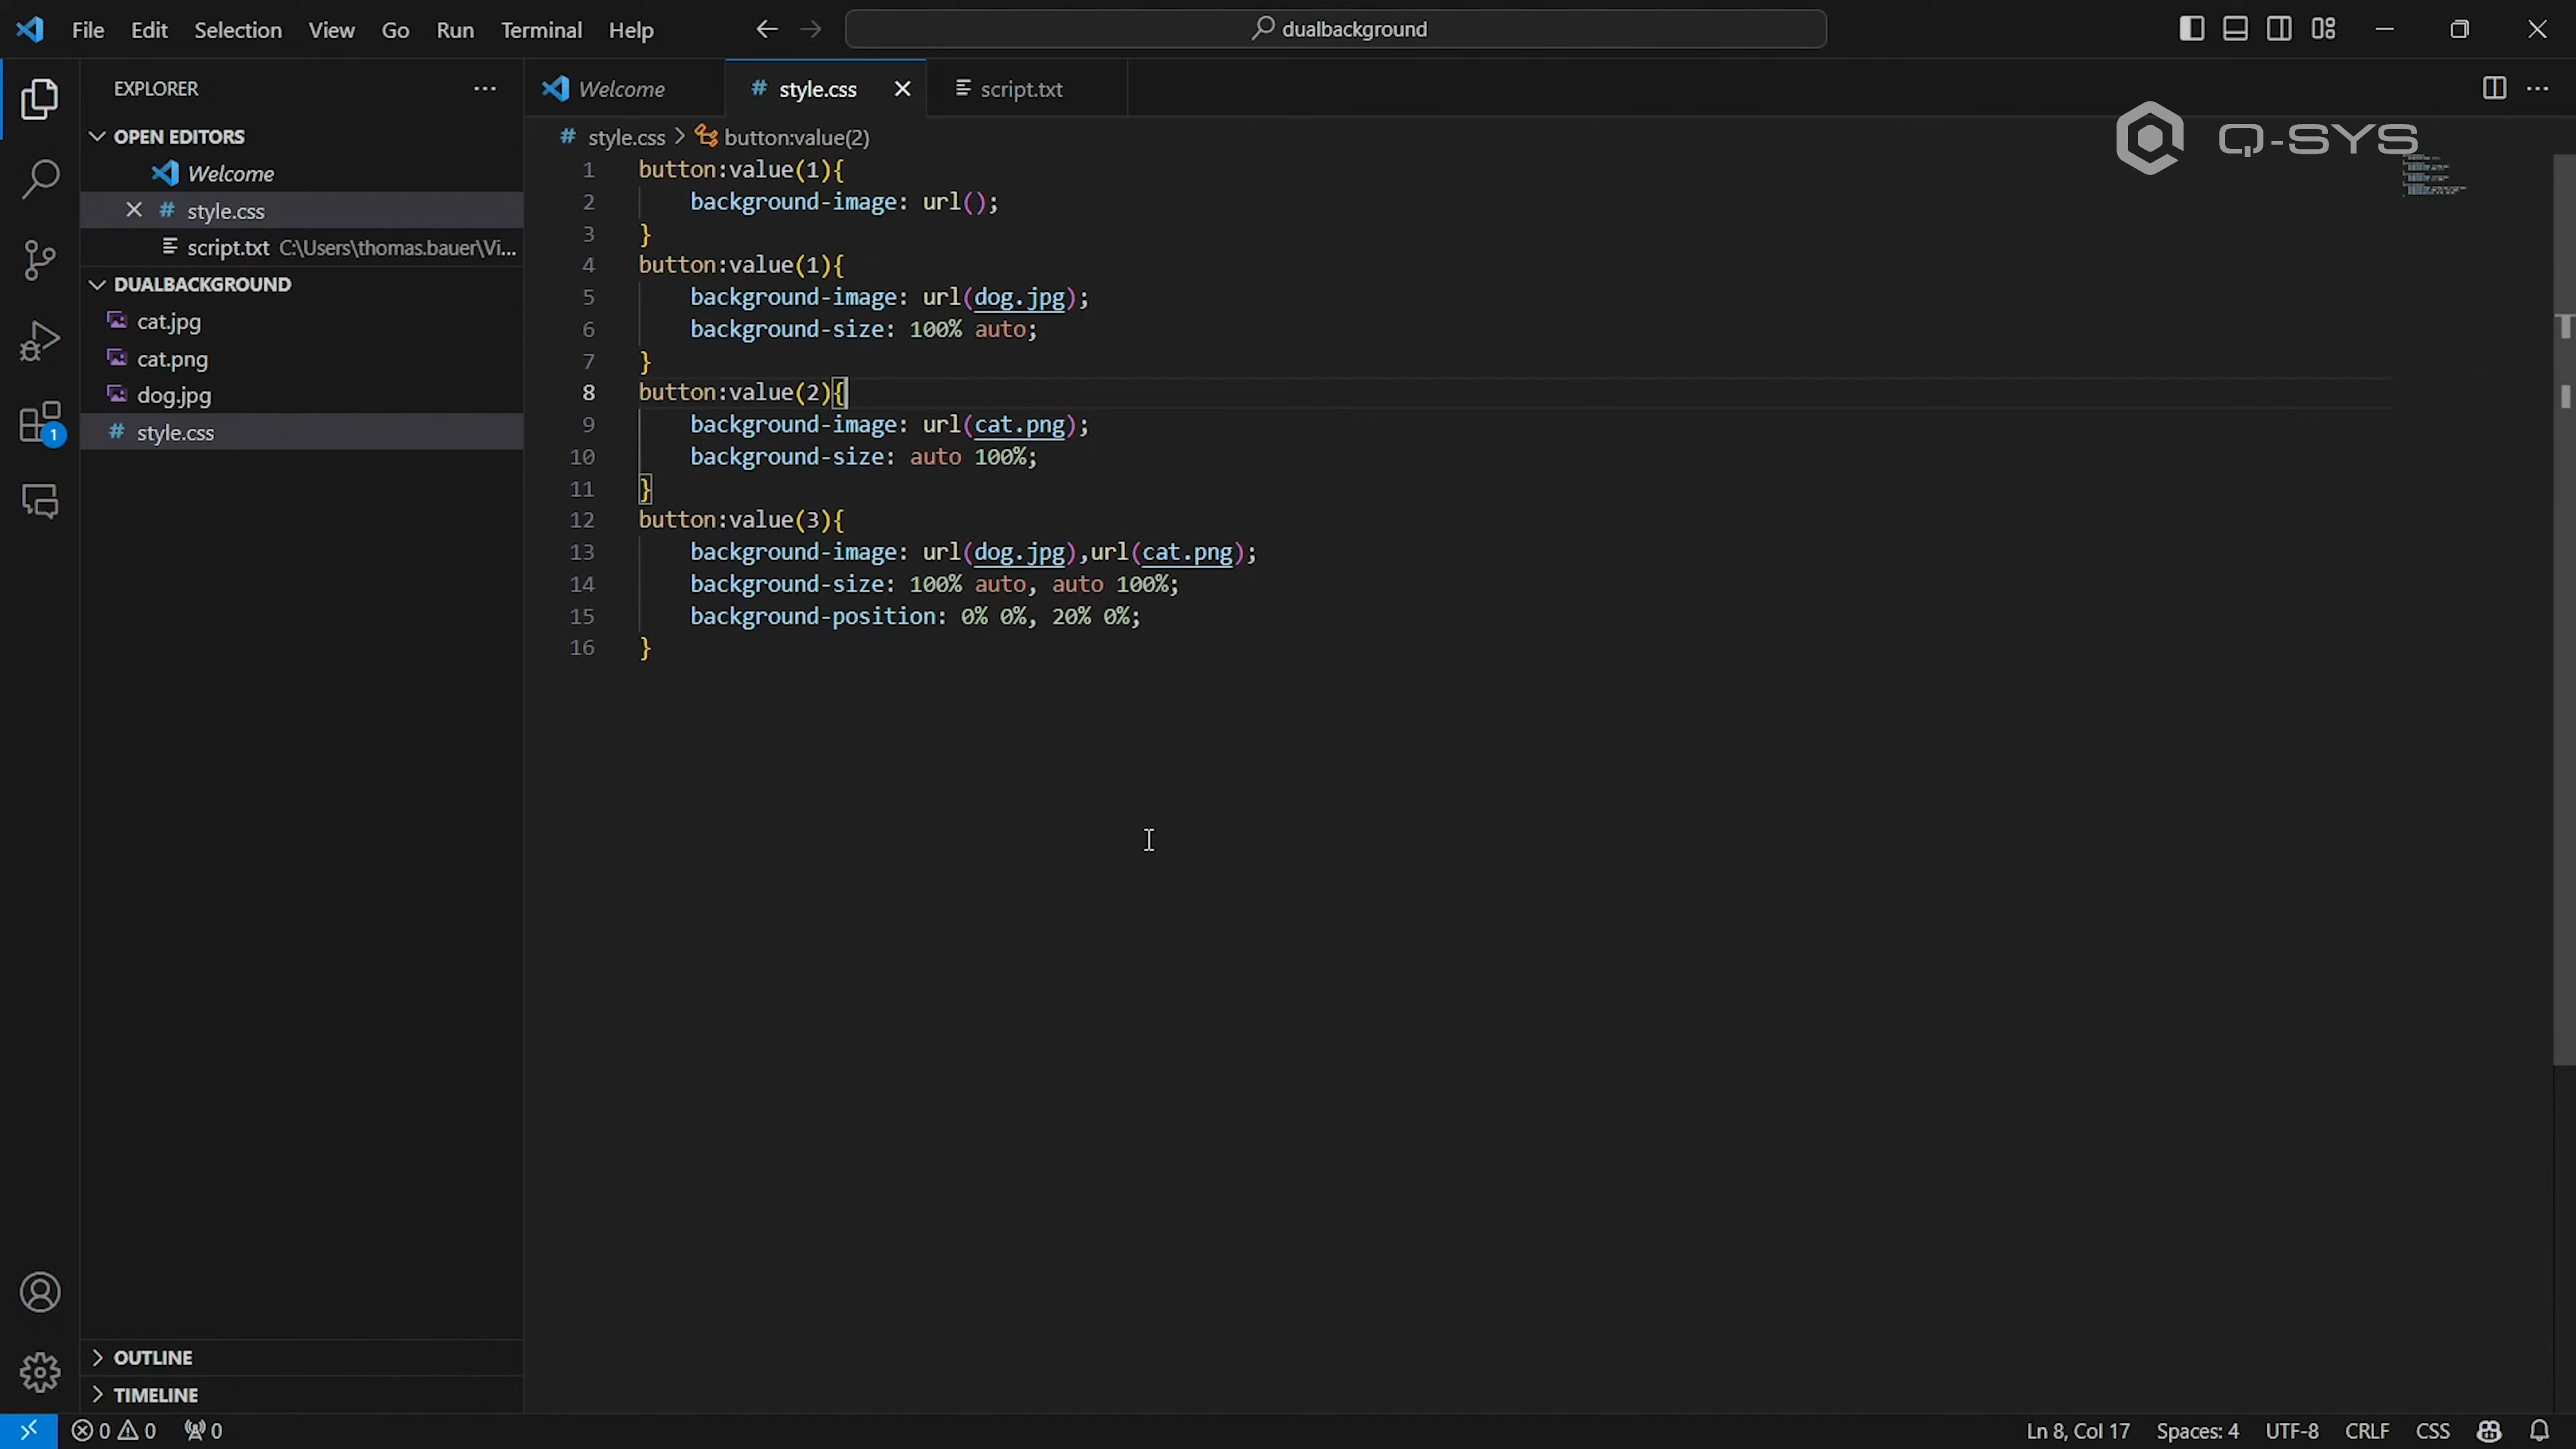 File Edit Selection View Go Run Terminal Help
dualbackground
EXPLORER
OPEN EDITORS
Welcome
style.css
script.txt C:\Users\thomas.bauer\Vi...
DUALBACKGROUND
cat.jpg
cat.png
dog.jpg
style.css
1
OUTLINE
TIMELINE
Welcome
style.css
script.txt
Q-SYS
style.css > button:value(2)
1 button:value(1){
2 background-image: url();
3 }
4 button:value(1){
5 background-image: url(dog.jpg);
6 background-size: 100% auto;
7 }
8 button:value(2){
9 background-image: url(cat.png);
10 background-size: auto 100%;
11 }
12 button:value(3){
13 background-image: url(dog.jpg),url(cat.png);
14 background-size: 100% auto, auto 100%;
15 background-position: 0% 0%, 20% 0%;
16 }
0 0 0
Ln 8, Col 17 Spaces: 4 UTF-8 CRLF CSS